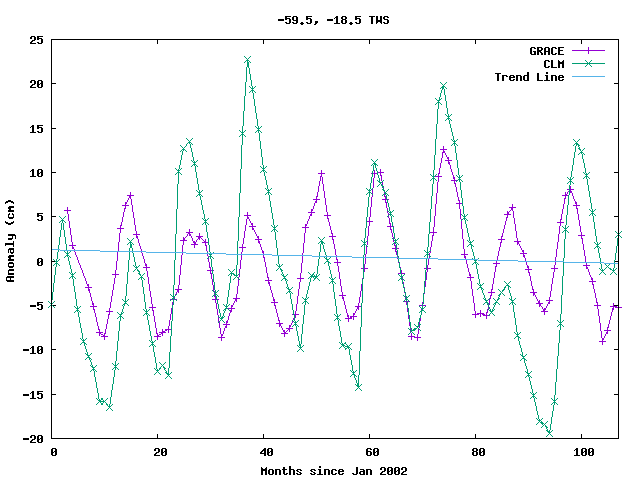 -59.5, -18.5 TWS
GRACE
CLM
Trend Line
25
20
15
10
5
0
-5
-10
-15
-20
Anomaly (cm)
0 20 40 60 80 100
Months since Jan 2002